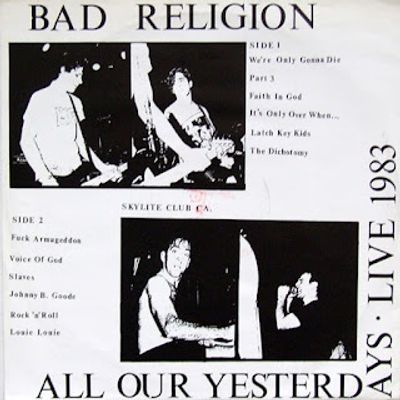 BAD RELIGION
SIDE 1
We're Only Gonna Die
Part 3
Faith In God
It's Only Over When...
Latch Key Kids
The Dichotomy
SKYLITE CLUB CA.
SIDE 2
Fuck Armageddon
Voice Of God
Slaves
Johnny B. Goode
Rock 'n' Roll
Louie Louie
ALL OUR YESTERDAYS · LIVE 1983